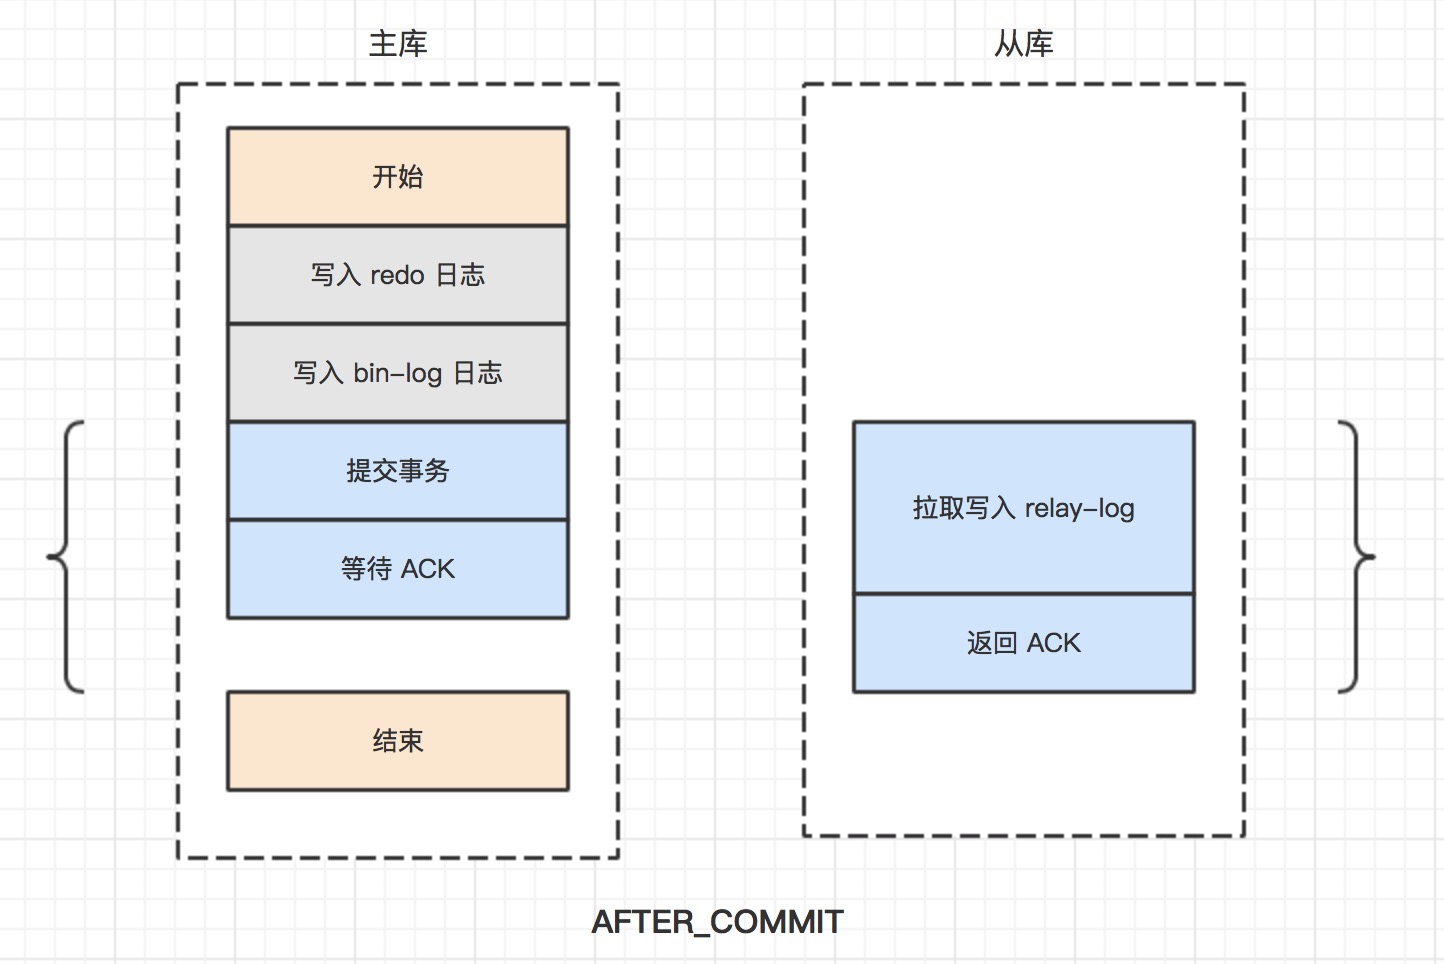 主库
从库
开始
写入 redo 日志
写入 bin-log 日志
提交事务
等待 ACK
拉取写入 relay-log
返回 ACK
结束
AFTER_COMMIT